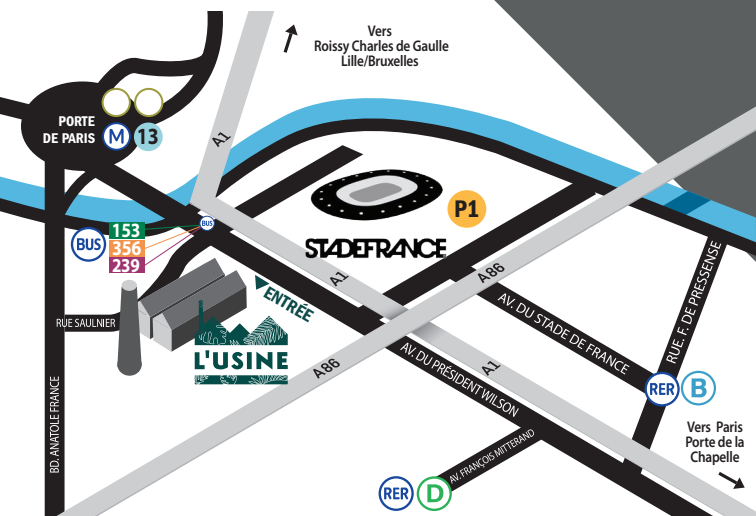 Vers
Roissy Charles de Gaulle
Lille/Bruxelles
A1
PORTE
DE PARIS
M
13
P1
153
BUS
356
239
BUS
STADEFRANCE
A1
A86
ENTRÉE
RUE SAULNIER
L'USINE
A86
AV. DU STADE DE FRANCE
RUE. F. DE PRESSENSE
AV. DU PRÉSIDENT WILSON
A1
RER
B
BD. ANATOLE FRANCE
AV. FRANÇOIS MITTERAND
Vers Paris
Porte de la
Chapelle
RER
D